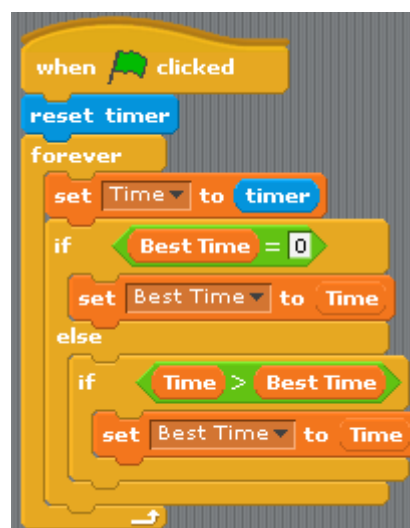 when clicked
reset timer
forever
set Time to timer
if Best Time = 0
set Best Time to Time
else
if Time > Best Time
set Best Time to Time